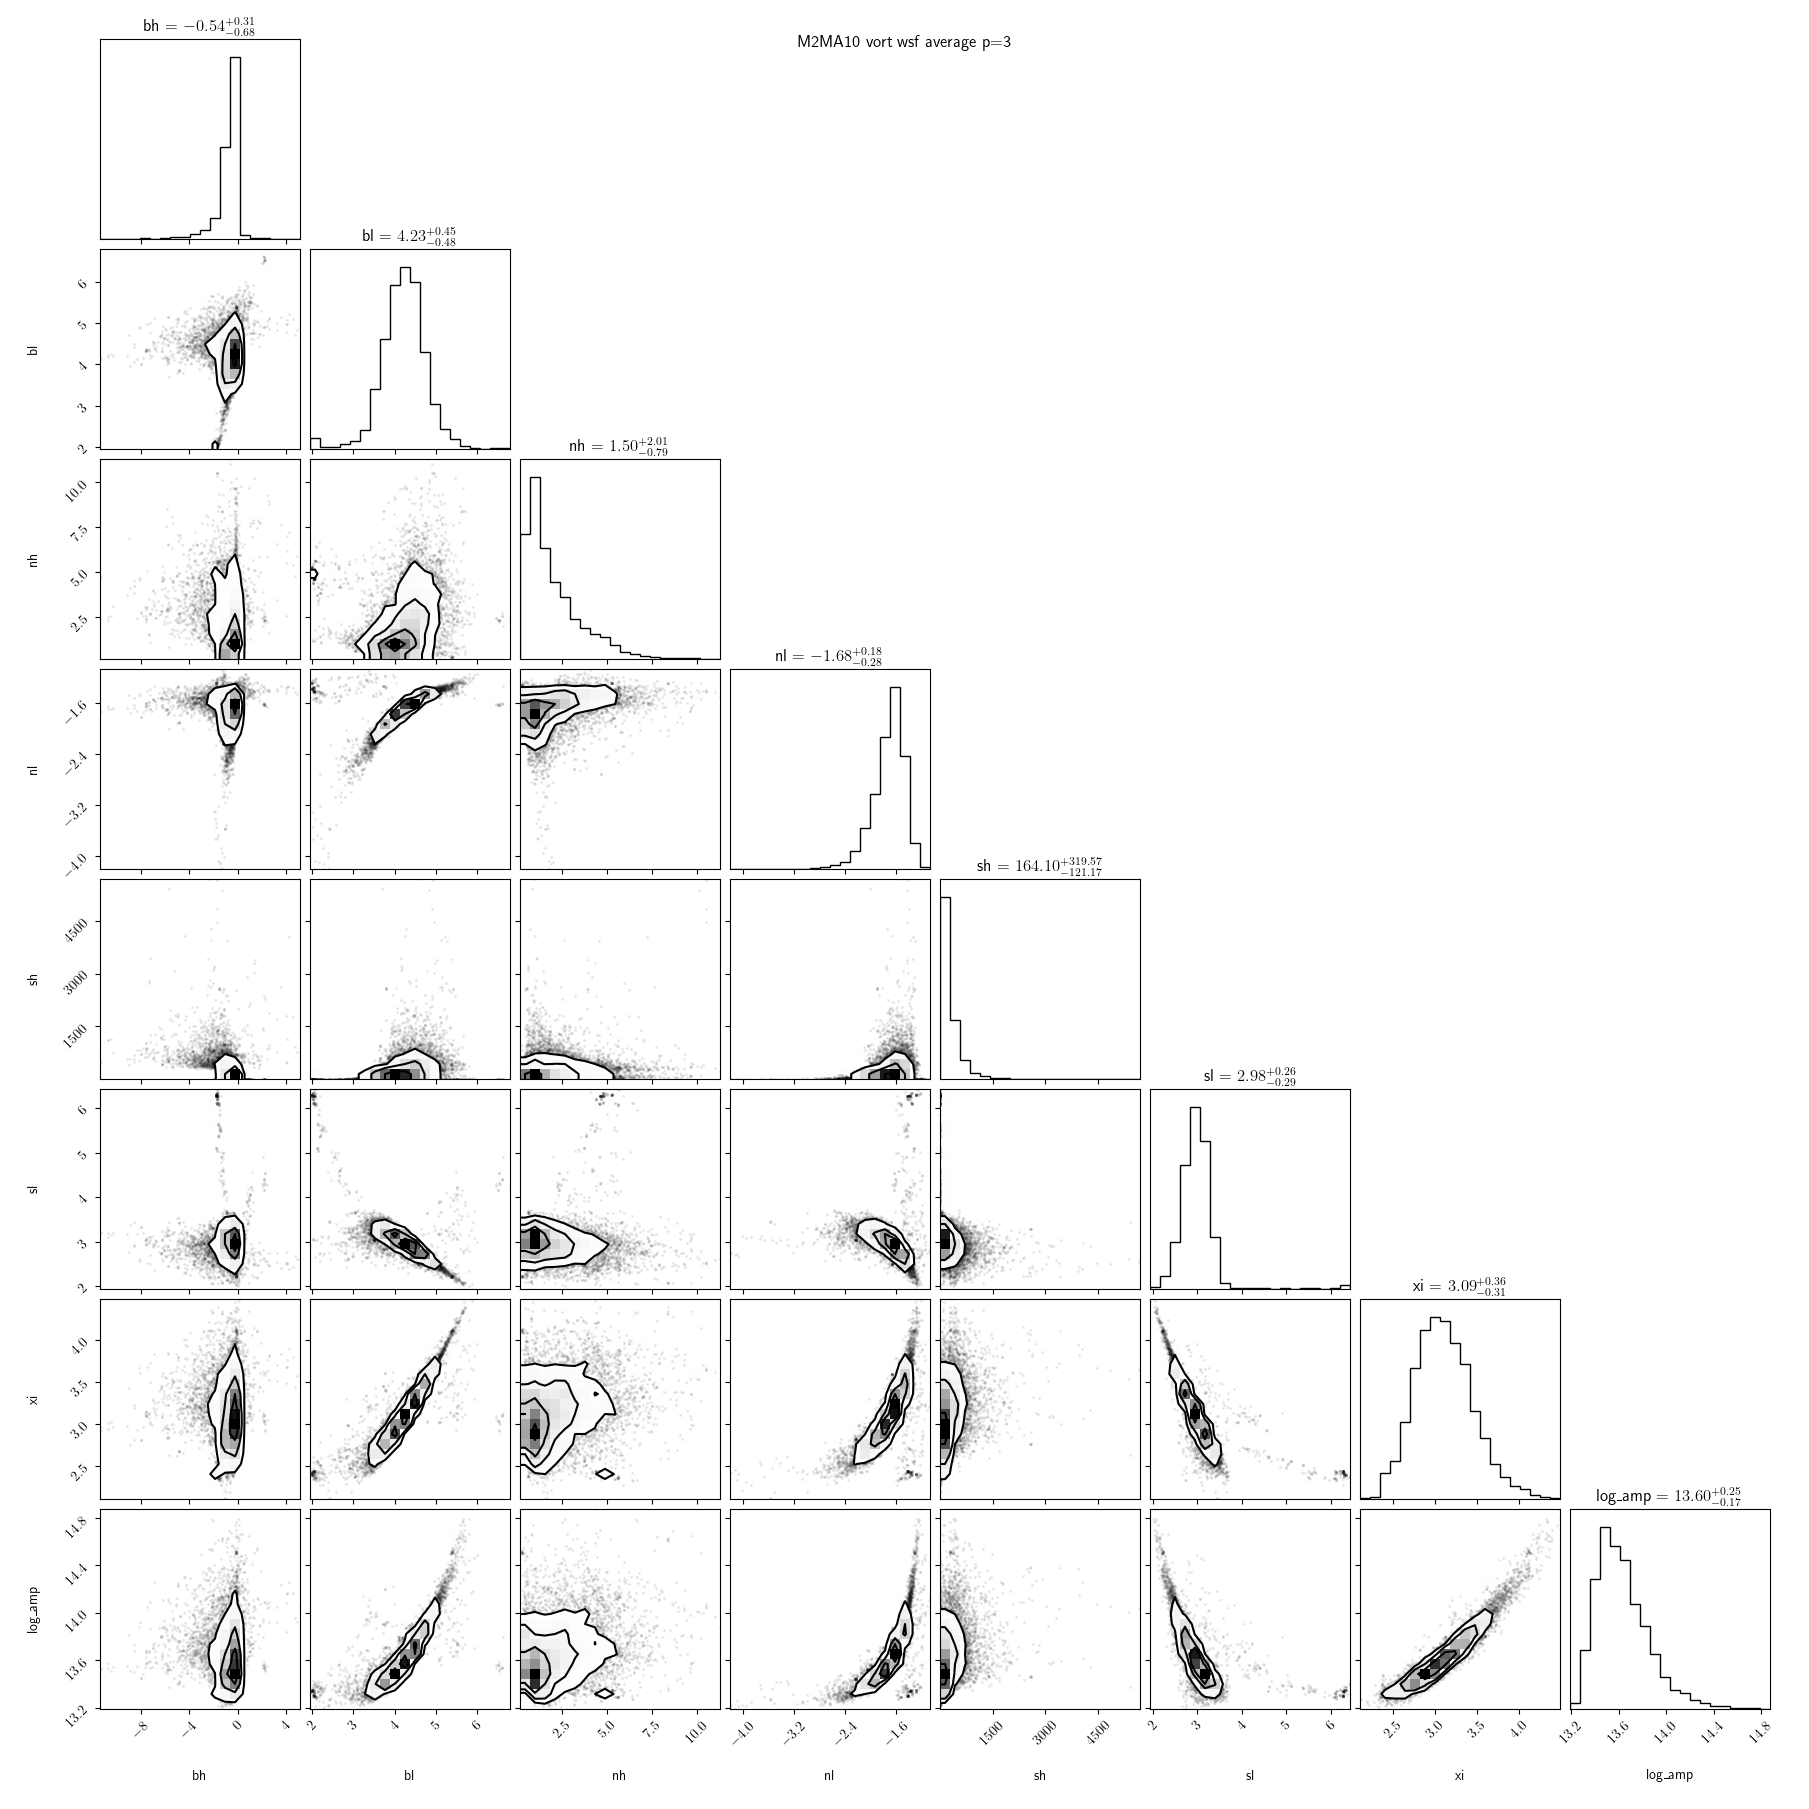 M2MA10 vort wsf average p=3
bh = −0.54 +0.31 −0.68
bl = 4.23 +0.45 −0.48
nh = 1.50 +2.01 −0.79
nl = −1.68 +0.18 −0.28
sh = 164.10 +319.57 −121.17
sl = 2.98 +0.26 −0.29
xi = 3.09 +0.36 −0.31
log_amp = 13.60 +0.25 −0.17
bl
6
5
4
3
2
nh
10.0
7.5
5.0
2.5
nl
−1.6
−2.4
−3.2
−4.0
sh
4500
3000
1500
sl
6
5
4
3
2
xi
4.0
3.5
3.0
2.5
log_amp
14.8
14.4
14.0
13.6
13.2
−8 −4 0 4
2 3 4 5 6
2.5 5.0 7.5 10.0
−4.0 −3.2 −2.4 −1.6
1500 3000 4500
2 3 4 5 6
2.5 3.0 3.5 4.0
13.2 13.6 14.0 14.4 14.8
bh bl nh nl sh sl xi log_amp